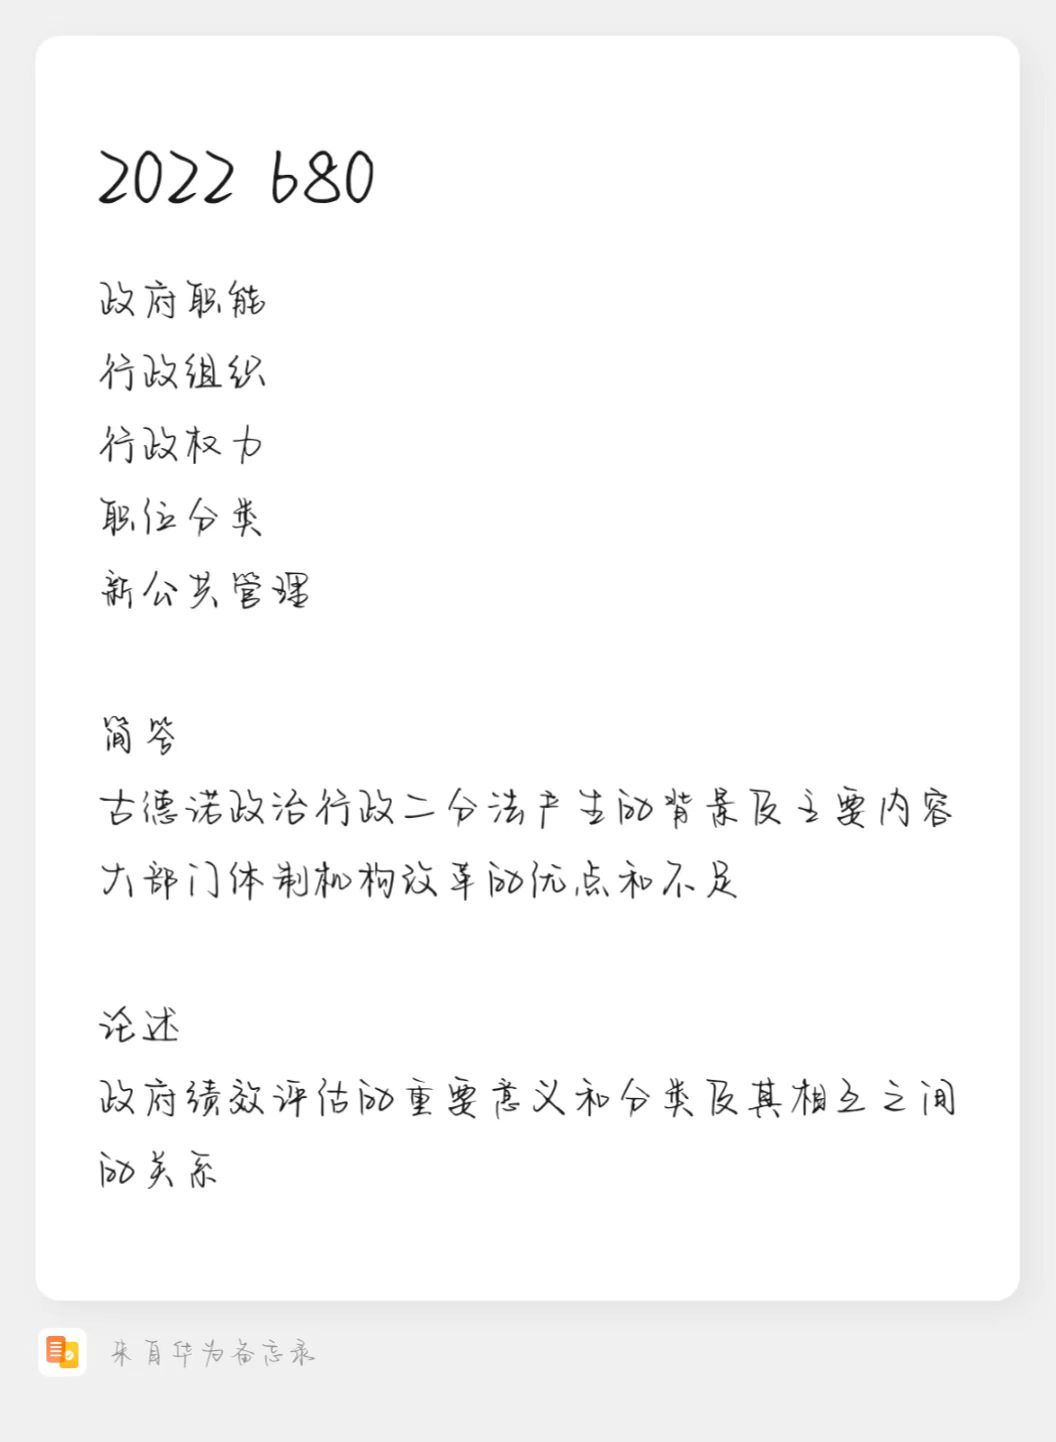 2022 680
政府职能
行政组织
行政权力
职位分类
新公共管理
简答
古德诺政治行政二分法产生的背景及主要内容
大部门体制机构改革的优点和不足
论述
政府绩效评估的重要意义和分类及其相互之间
的关系
来自华为备忘录